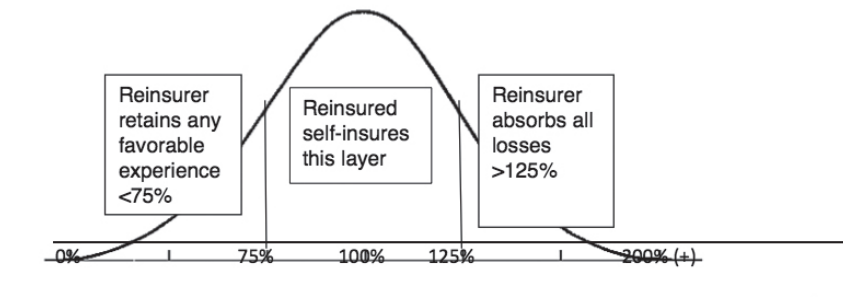 Reinsurer
retains any
favorable
experience
<75%
Reinsured
self-insures
this layer
Reinsurer
absorbs all
losses
>125%
0% 75% 100% 125% 200% (+)